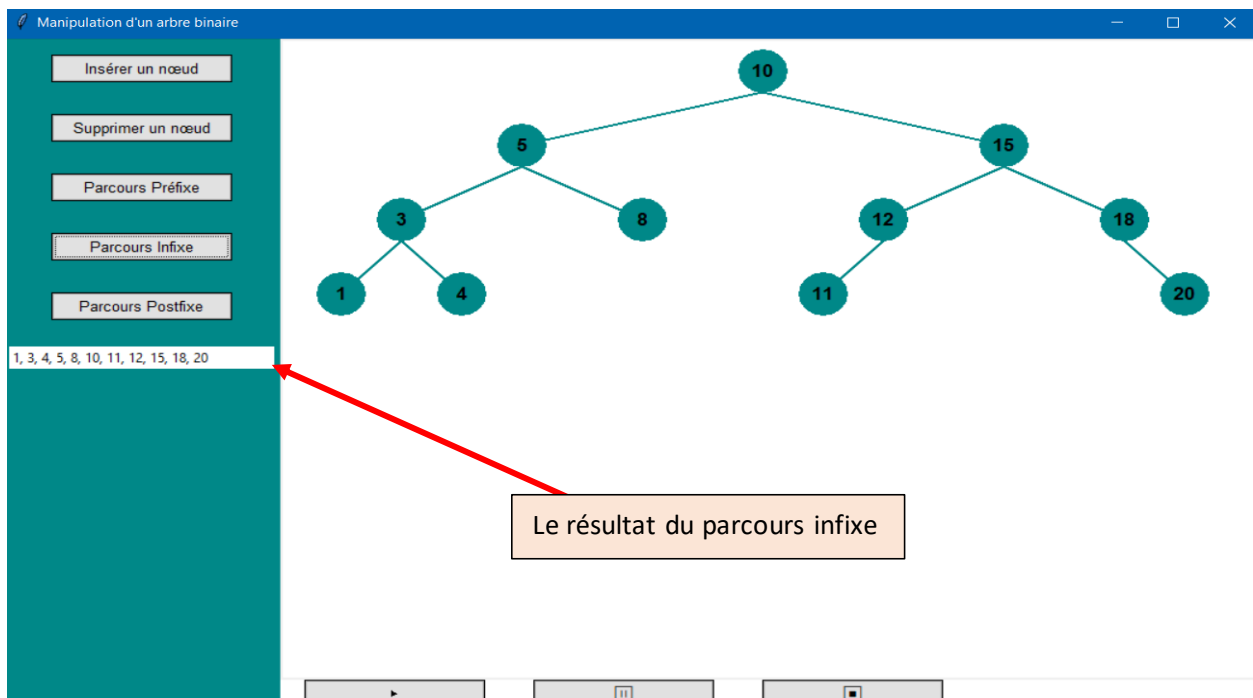 Manipulation d'un arbre binaire
Insérer un nœud
Supprimer un nœud
Parcours Préfixe
Parcours Infixe
Parcours Postfixe
1, 3, 4, 5, 8, 10, 11, 12, 15, 18, 20
10
5 15
3 8 12 18
1 4 11 20
Le résultat du parcours infixe